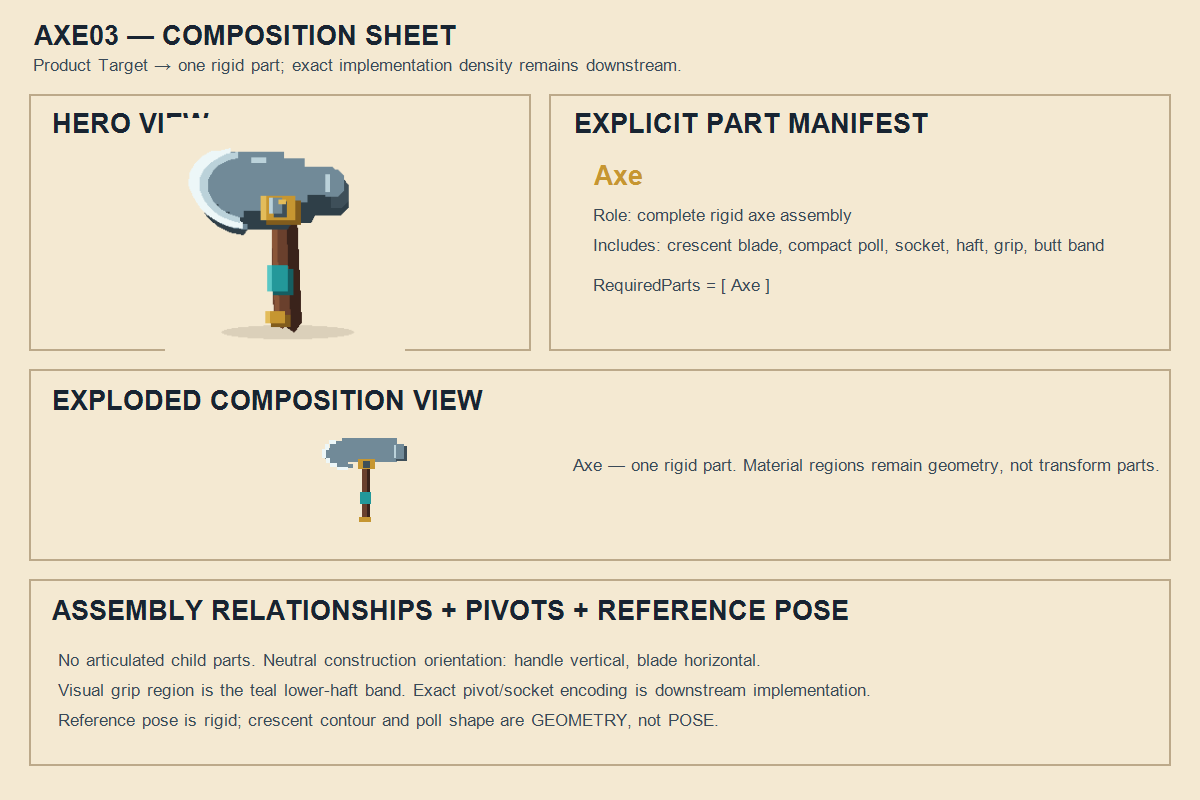 AXE03 — COMPOSITION SHEET
Product Target → one rigid part; exact implementation density remains downstream.
HERO VIEW
EXPLICIT PART MANIFEST
Axe
Role: complete rigid axe assembly
Includes: crescent blade, compact poll, socket, haft, grip, butt band
RequiredParts = [ Axe ]
EXPLODED COMPOSITION VIEW
Axe — one rigid part. Material regions remain geometry, not transform parts.
ASSEMBLY RELATIONSHIPS + PIVOTS + REFERENCE POSE
No articulated child parts. Neutral construction orientation: handle vertical, blade horizontal.
Visual grip region is the teal lower-haft band. Exact pivot/socket encoding is downstream implementation.
Reference pose is rigid; crescent contour and poll shape are GEOMETRY, not POSE.